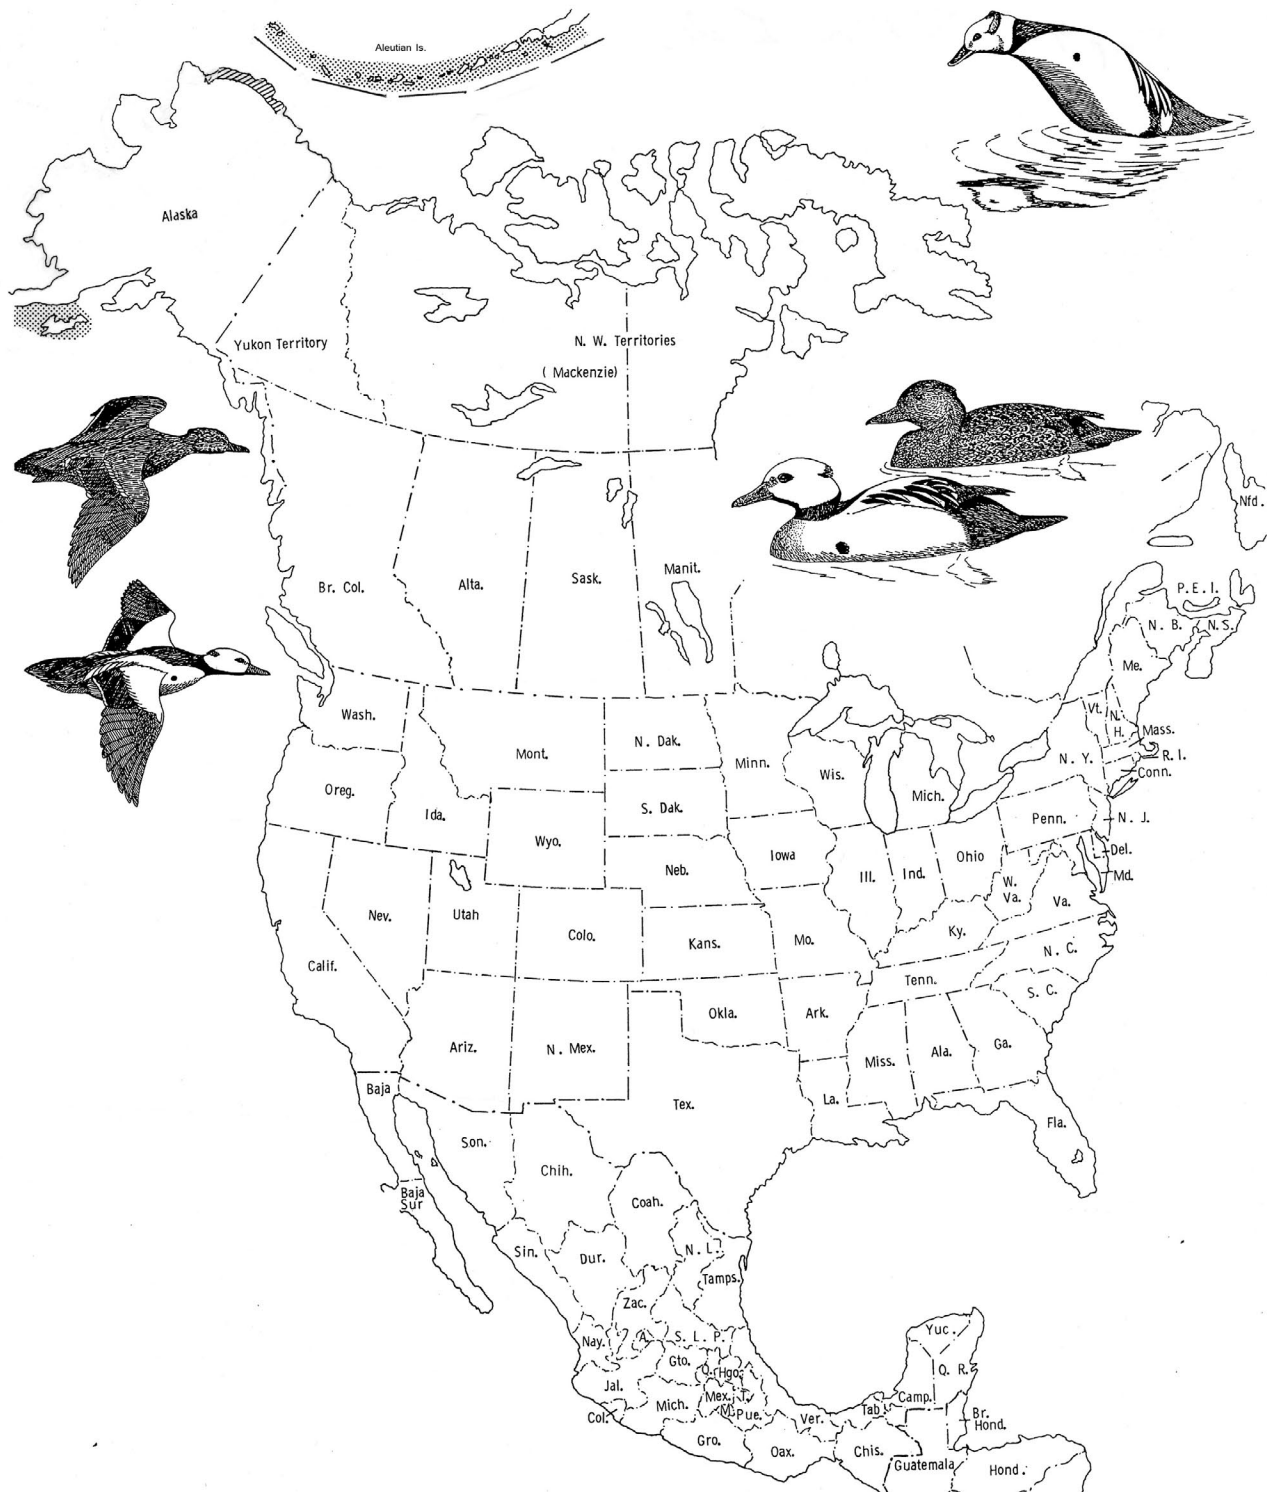 Aleutian Is.
Alaska
Yukon Territory
N. W. Territories
( Mackenzie)
Nfd.
Br. Col.
Alta.
Sask.
Manit.
P.E.I.
N. B.
N.S.
Me.
Wash.
Mont.
N. Dak.
Minn.
Vt.
N.
H.
Mass.
R. I.
Conn.
N. Y.
Oreg.
Ida.
Wyo.
S. Dak.
Wis.
Mich.
Penn.
N. J.
Del.
Md.
Iowa
Neb.
Ill.
Ind.
Ohio
W.
Va.
Va.
Nev.
Utah
Colo.
Kans.
Mo.
Ky.
N. C.
Calif.
Tenn.
S. C.
Ariz.
N. Mex.
Okla.
Ark.
Miss.
Ala.
Ga.
Baja
Tex.
La.
Fla.
Son.
Chih.
Baja
Sur
Coah.
Sin.
Dur.
N. L.
Tamps.
Zac.
Nay.
A.
S. L. P.
Yuc.
Gto.
Q.
Hgo.
Q. R.
Jal.
Mich.
Mex.
T.
Camp.
Col.
M.
Pue.
Ver.
Tab.
Br.
Hond.
Gro.
Oax.
Chis.
Guatemala
Hond.